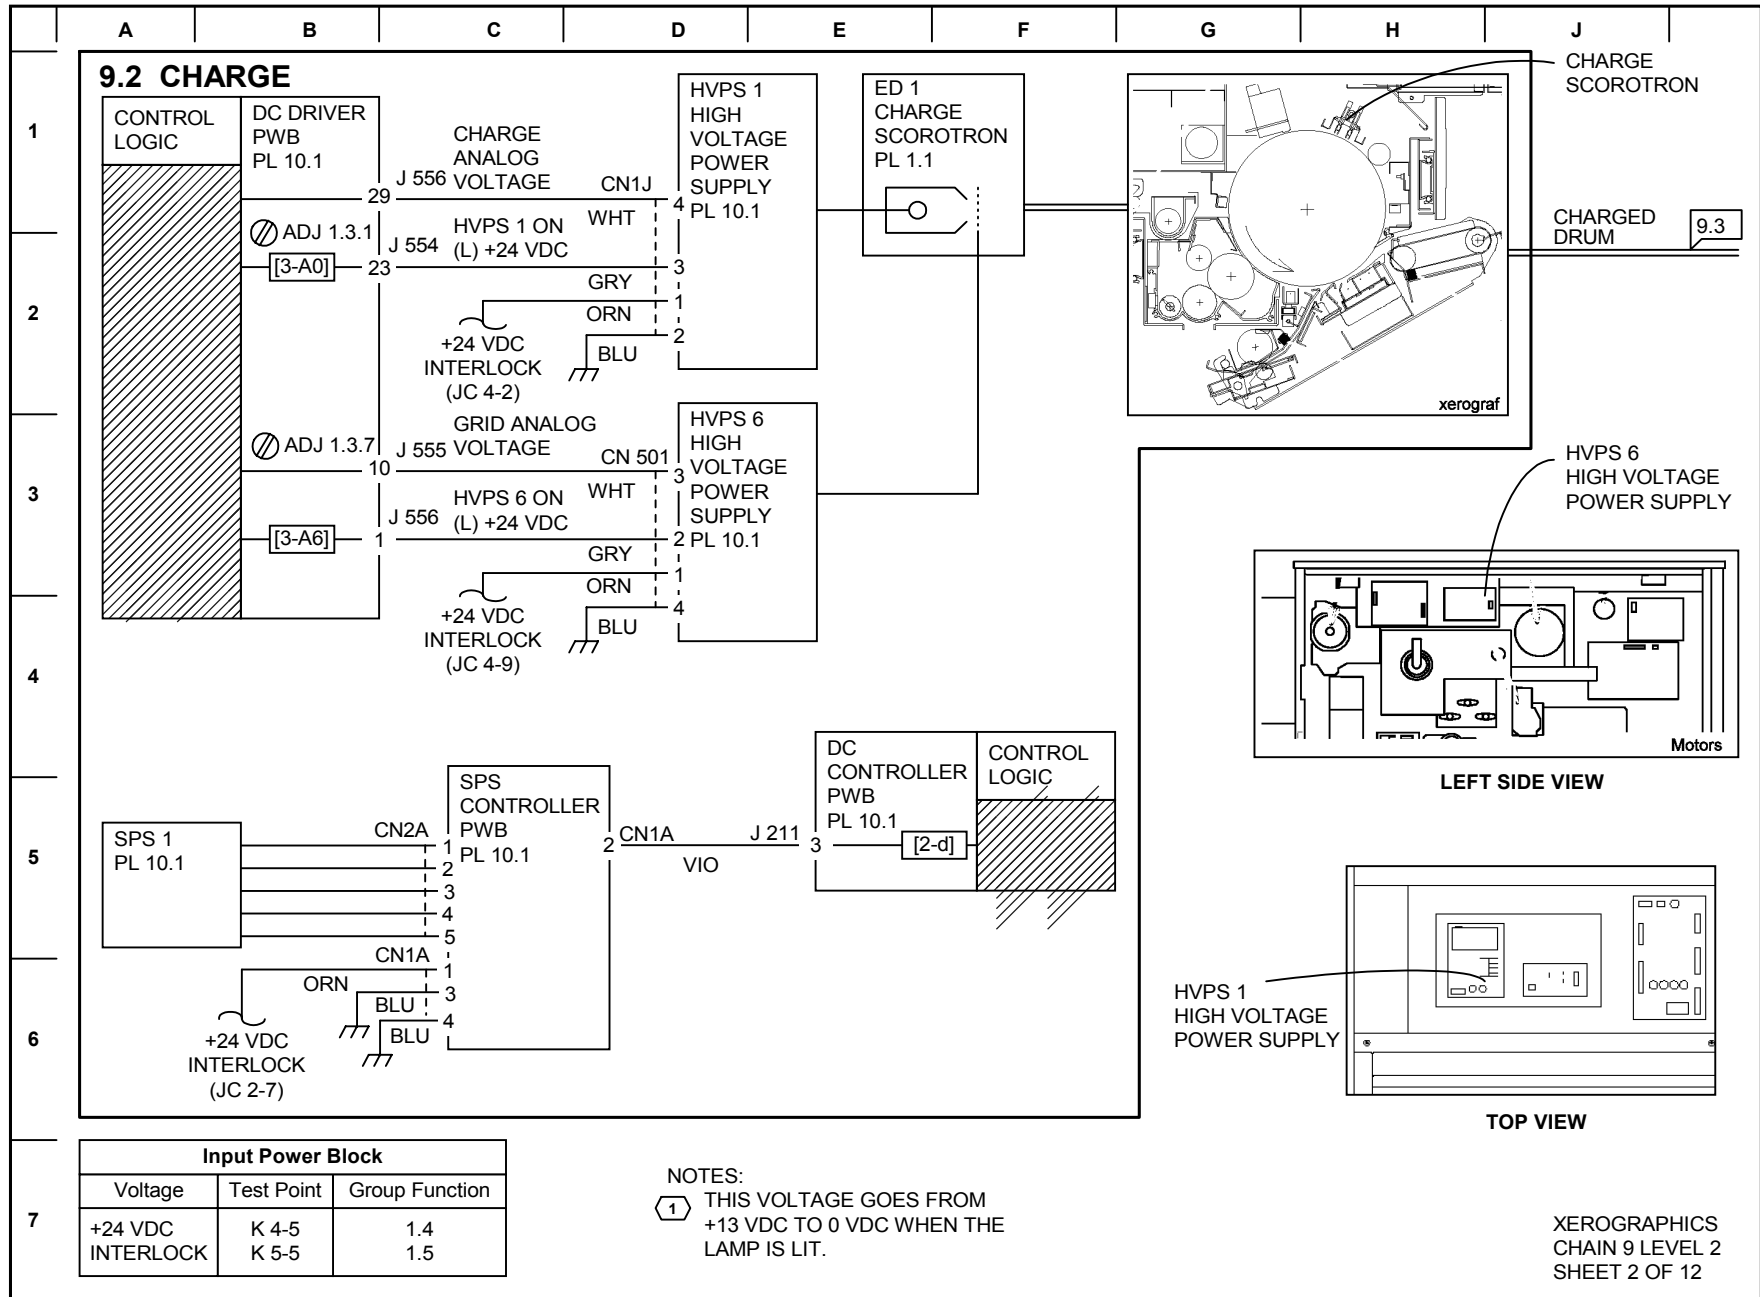 A B C D E F G H J
1
2
3
4
5
6
7
9.2 CHARGE
CONTROL
LOGIC
DC DRIVER
PWB
PL 10.1
CHARGE
ANALOG
VOLTAGE
J 556
29
CN1J
4
WHT
ADJ 1.3.1
J 554
HVPS 1 ON
(L) +24 VDC
[3-A0]
23
3
GRY
1
ORN
2
BLU
+24 VDC
INTERLOCK
(JC 4-2)
HVPS 1
HIGH
VOLTAGE
POWER
SUPPLY
PL 10.1
ED 1
CHARGE
SCOROTRON
PL 1.1
CHARGE
SCOROTRON
xerograf
CHARGED
DRUM
9.3
GRID ANALOG
VOLTAGE
ADJ 1.3.7
J 555
10
CN 501
3
WHT
HVPS 6 ON
(L) +24 VDC
J 556
[3-A6]
1
2
GRY
1
ORN
4
BLU
+24 VDC
INTERLOCK
(JC 4-9)
HVPS 6
HIGH
VOLTAGE
POWER
SUPPLY
PL 10.1
HVPS 6
HIGH VOLTAGE
POWER SUPPLY
Motors
LEFT SIDE VIEW
SPS 1
PL 10.1
CN2A
1
2
3
4
5
CN1A
1
ORN
3
BLU
4
BLU
+24 VDC
INTERLOCK
(JC 2-7)
SPS
CONTROLLER
PWB
PL 10.1
2
CN1A
VIO
J 211
3
DC
CONTROLLER
PWB
PL 10.1
[2-d]
CONTROL
LOGIC
HVPS 1
HIGH VOLTAGE
POWER SUPPLY
TOP VIEW
Input Power Block
Voltage Test Point Group Function
+24 VDC K 4-5 1.4
INTERLOCK K 5-5 1.5
NOTES:
1 THIS VOLTAGE GOES FROM
+13 VDC TO 0 VDC WHEN THE
LAMP IS LIT.
XEROGRAPHICS
CHAIN 9 LEVEL 2
SHEET 2 OF 12